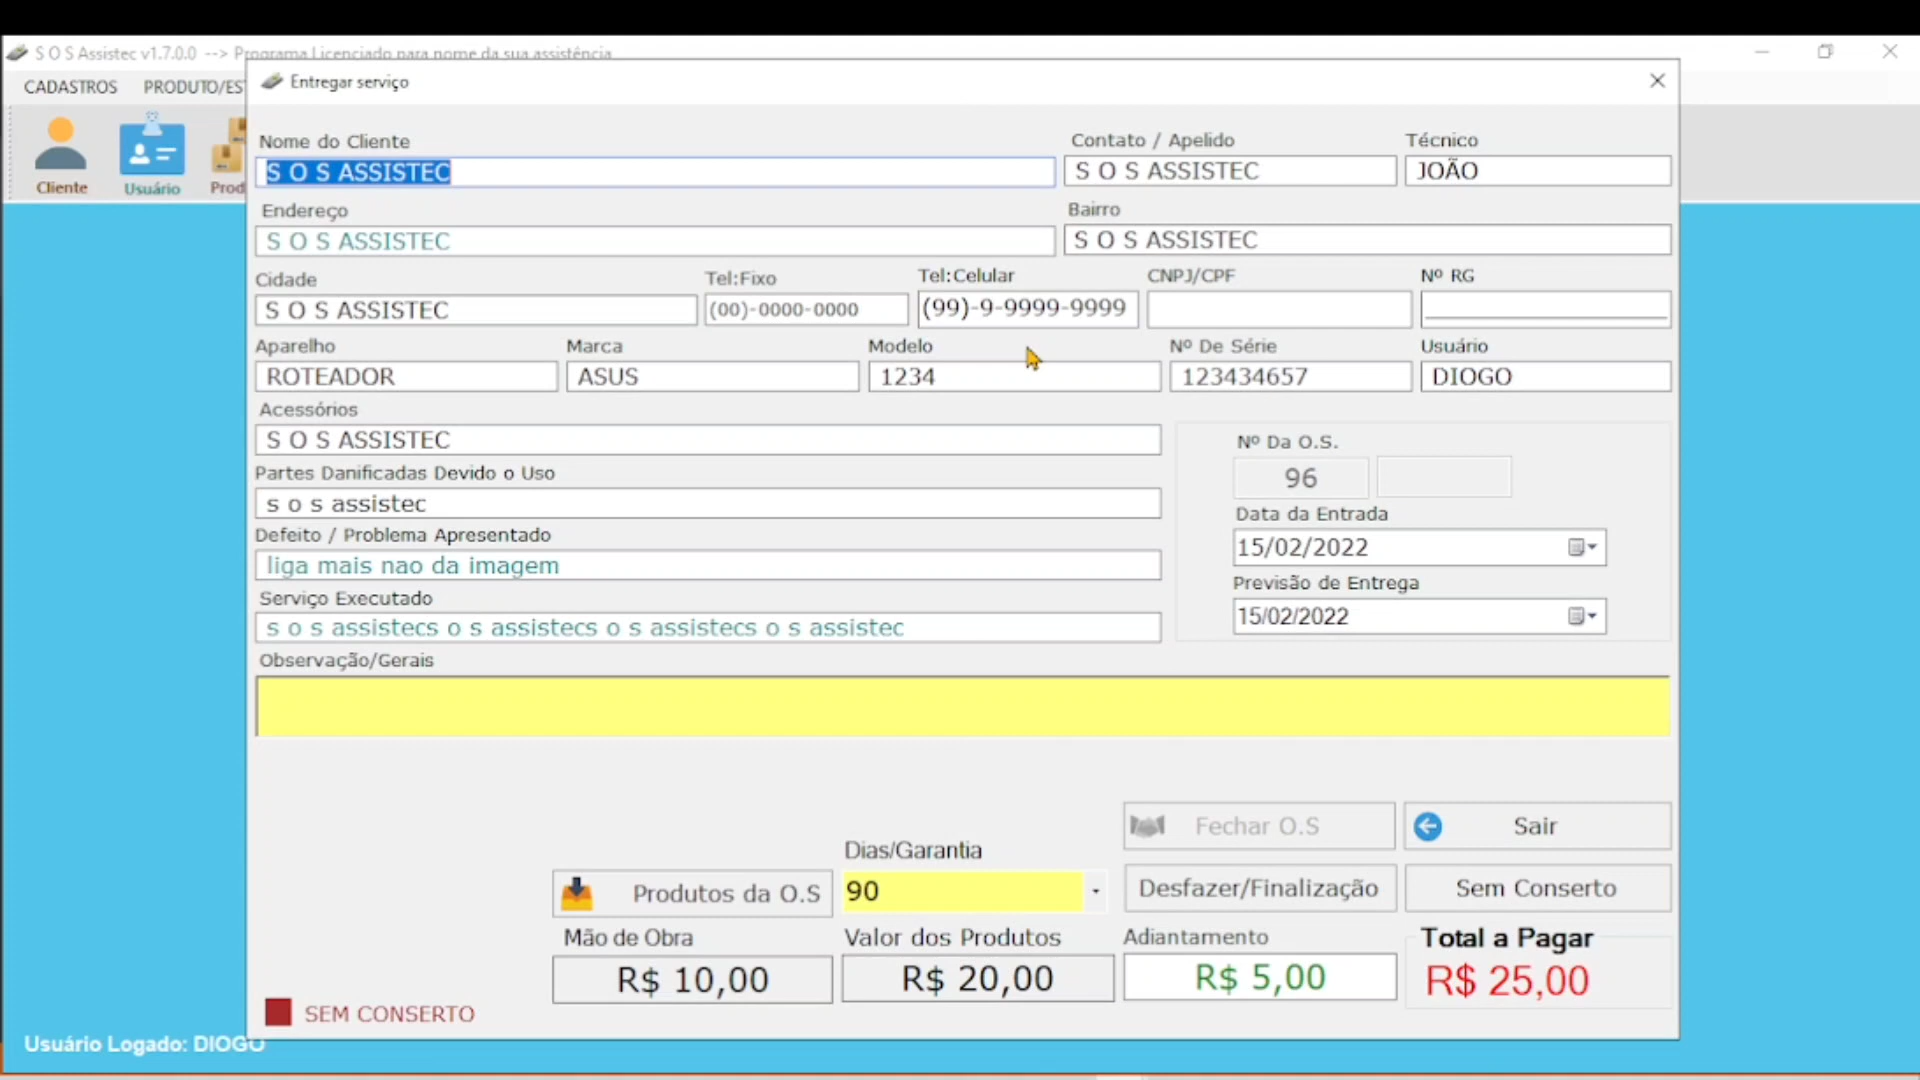 S O S Assistec v1.7.0.0 --> Programa Licenciado para nome da sua assistência
CADASTROS PRODUTO/EST
Cliente Usuário Prod
Entregar serviço
Nome do Cliente Contato / Apelido Técnico
S O S ASSISTEC S O S ASSISTEC JOÃO
Endereço Bairro
S O S ASSISTEC S O S ASSISTEC
Cidade Tel:Fixo Tel:Celular CNPJ/CPF Nº RG
S O S ASSISTEC (00)-0000-0000 (99)-9-9999-9999
Aparelho Marca Modelo Nº De Série Usuário
ROTEADOR ASUS 1234 123434657 DIOGO
Acessórios
S O S ASSISTEC
Nº Da O.S.
96
Partes Danificadas Devido o Uso
s o s assistec
Data da Entrada
15/02/2022
Defeito / Problema Apresentado
liga mais nao da imagem
Previsão de Entrega
15/02/2022
Serviço Executado
s o s assistecs o s assistecs o s assistecs o s assistec
Observação/Gerais
Fechar O.S Sair
Dias/Garantia
Produtos da O.S 90 Desfazer/Finalização Sem Conserto
Mão de Obra Valor dos Produtos Adiantamento Total a Pagar
R$ 10,00 R$ 20,00 R$ 5,00 R$ 25,00
SEM CONSERTO
Usuário Logado: DIOGO